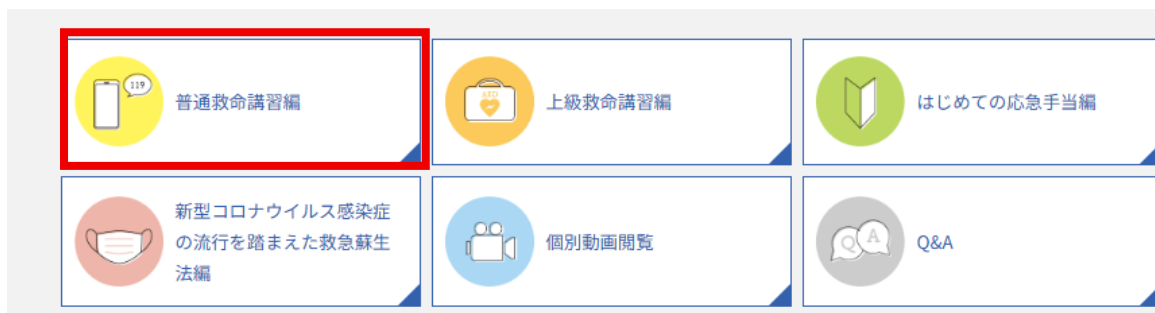 119
普通救命講習編
AED
上級救命講習編
はじめての応急手当編
新型コロナウイルス感染症
の流行を踏まえた救急蘇生
法編
個別動画閲覧
Q A
Q&A